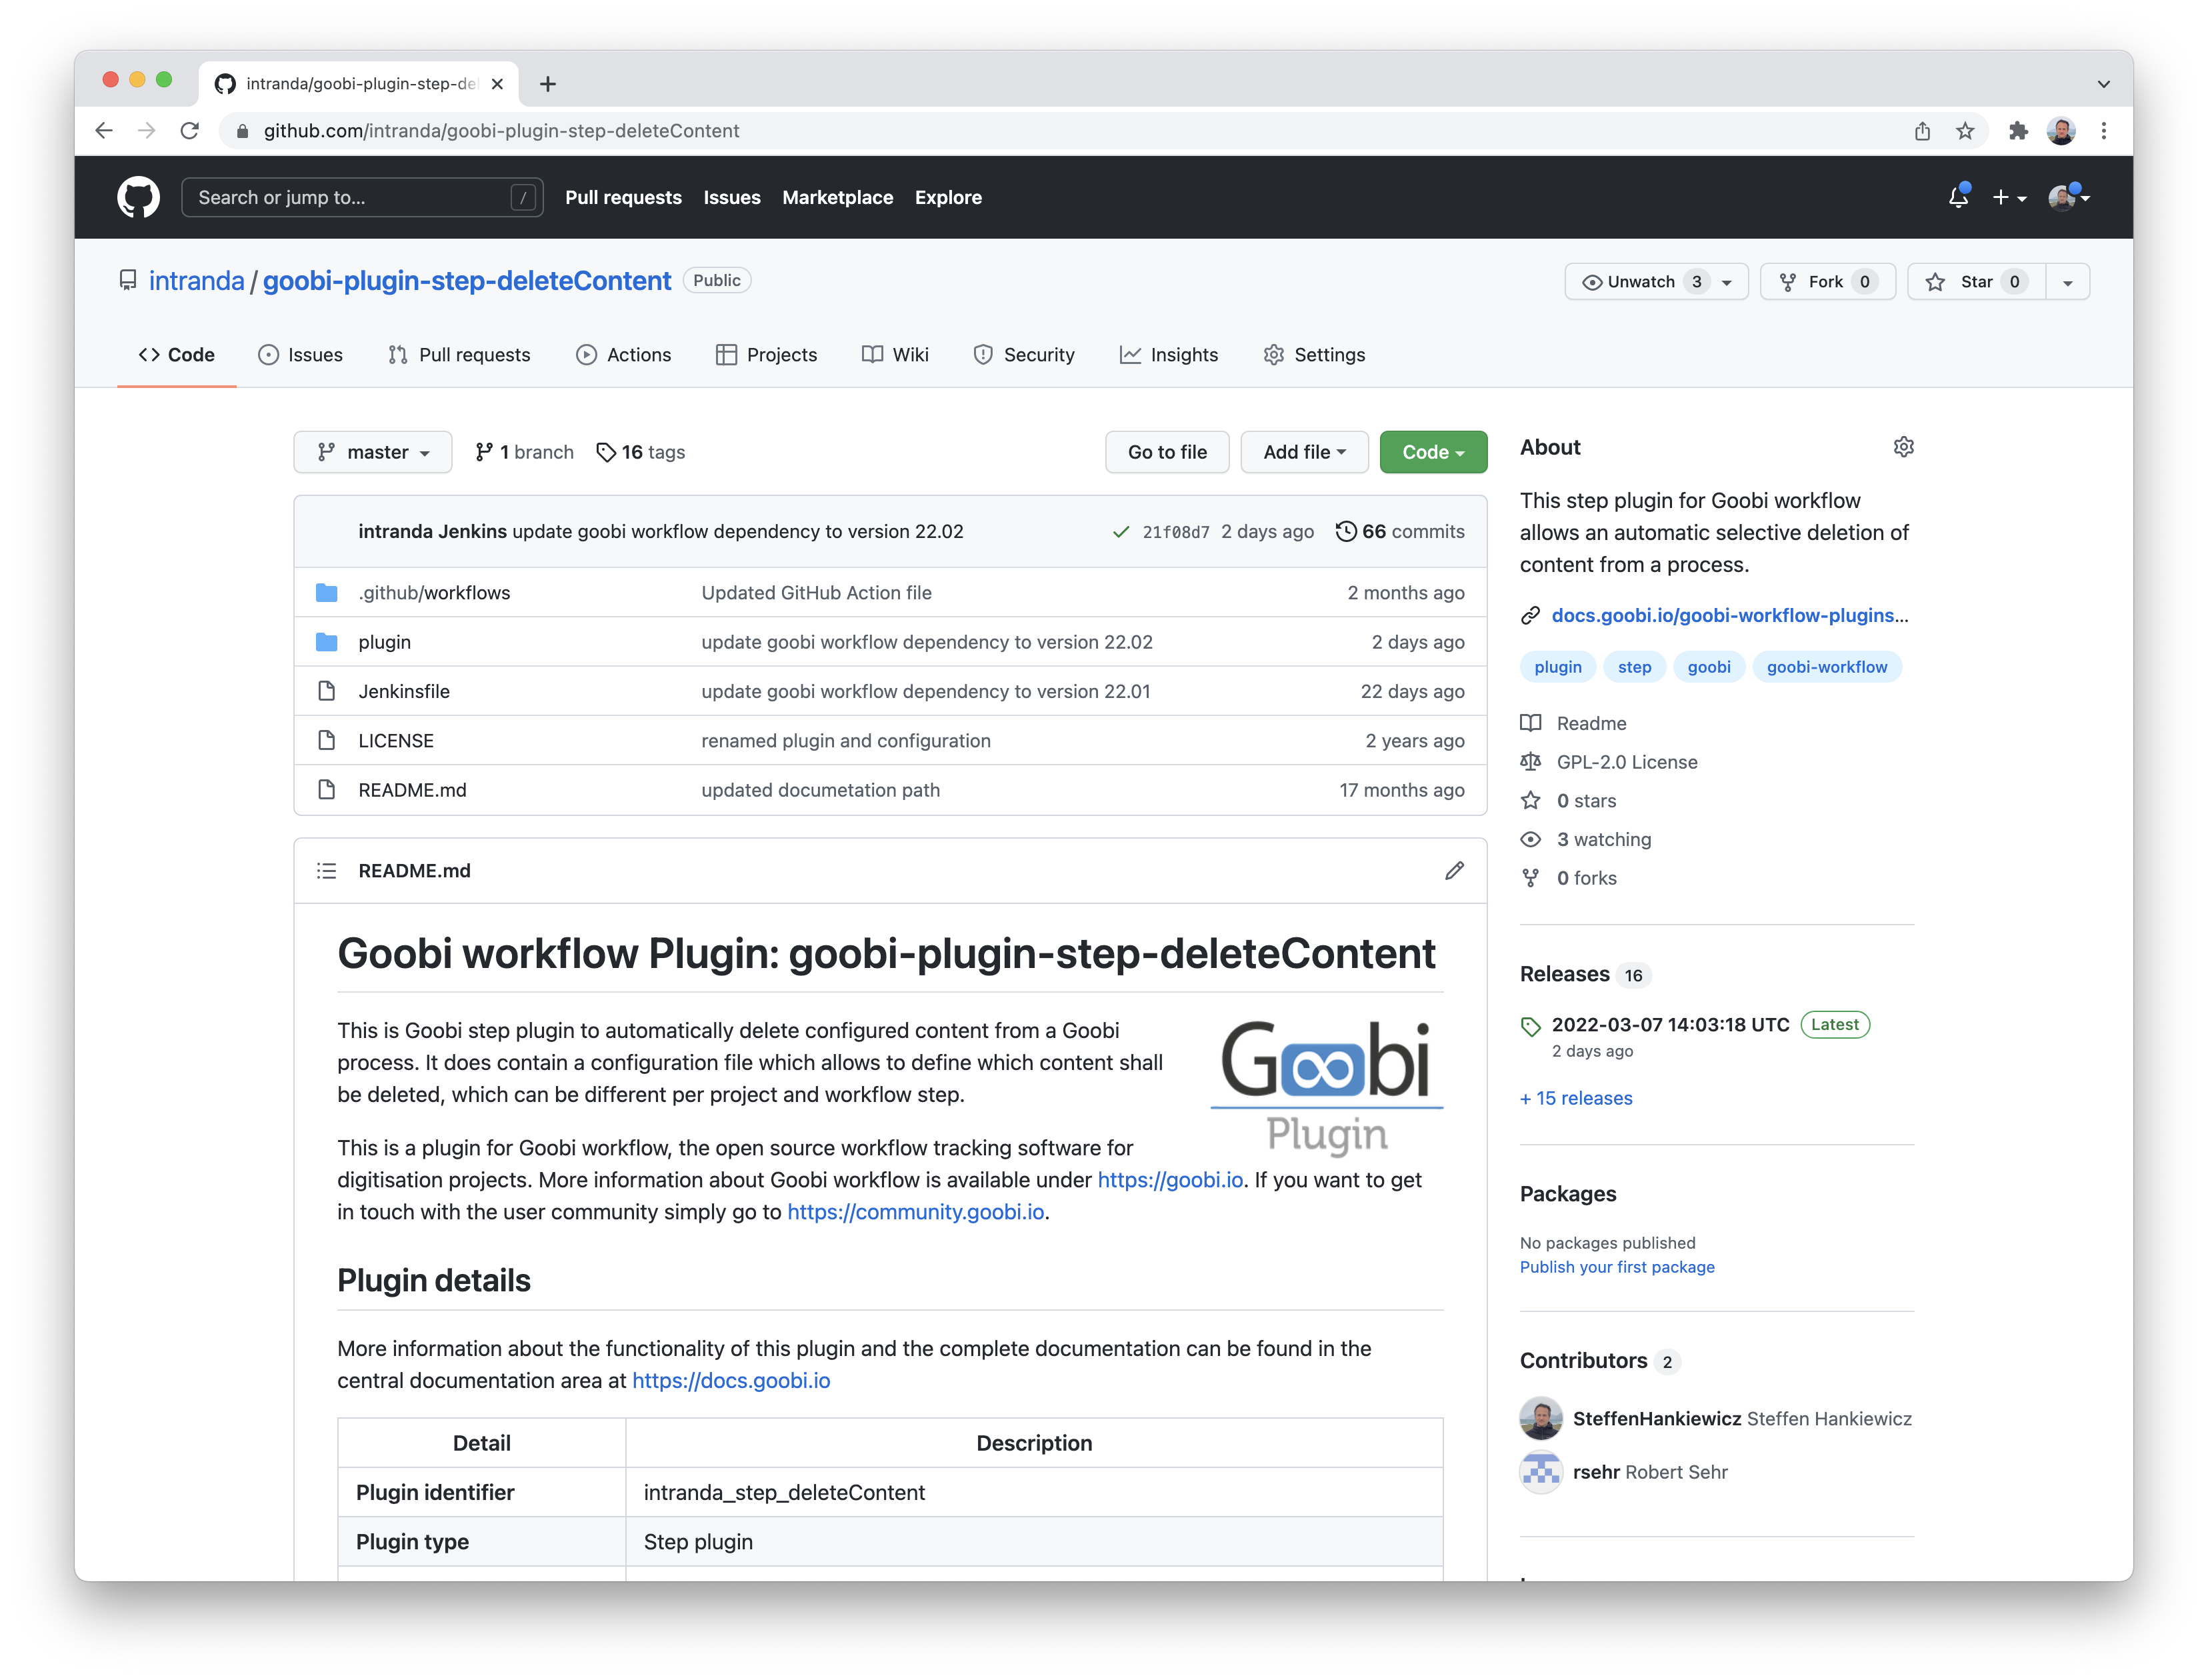 intranda/goobi-plugin-step-de
github.com/intranda/goobi-plugin-step-deleteContent
Search or jump to... /
Pull requests Issues Marketplace Explore
intranda / goobi-plugin-step-deleteContent Public
Unwatch 3 Fork 0 Star 0
Code Issues Pull requests Actions Projects Wiki Security Insights Settings
master 1 branch 16 tags Go to file Add file Code
intranda Jenkins update goobi workflow dependency to version 22.02 21f08d7 2 days ago 66 commits
.github/workflows Updated GitHub Action file 2 months ago
plugin update goobi workflow dependency to version 22.02 2 days ago
Jenkinsfile update goobi workflow dependency to version 22.01 22 days ago
LICENSE renamed plugin and configuration 2 years ago
README.md updated documetation path 17 months ago
README.md
Goobi workflow Plugin: goobi-plugin-step-deleteContent
This is Goobi step plugin to automatically delete configured content from a Goobi
process. It does contain a configuration file which allows to define which content shall
be deleted, which can be different per project and workflow step.
Goobi
Plugin
This is a plugin for Goobi workflow, the open source workflow tracking software for
digitisation projects. More information about Goobi workflow is available under https://goobi.io. If you want to get
in touch with the user community simply go to https://community.goobi.io.
Plugin details
More information about the functionality of this plugin and the complete documentation can be found in the
central documentation area at https://docs.goobi.io
Detail Description
Plugin identifier intranda_step_deleteContent
Plugin type Step plugin
About
This step plugin for Goobi workflow
allows an automatic selective deletion of
content from a process.
docs.goobi.io/goobi-workflow-plugins...
plugin step goobi goobi-workflow
Readme
GPL-2.0 License
0 stars
3 watching
0 forks
Releases 16
2022-03-07 14:03:18 UTC Latest
2 days ago
+ 15 releases
Packages
No packages published
Publish your first package
Contributors 2
SteffenHankiewicz Steffen Hankiewicz
rsehr Robert Sehr